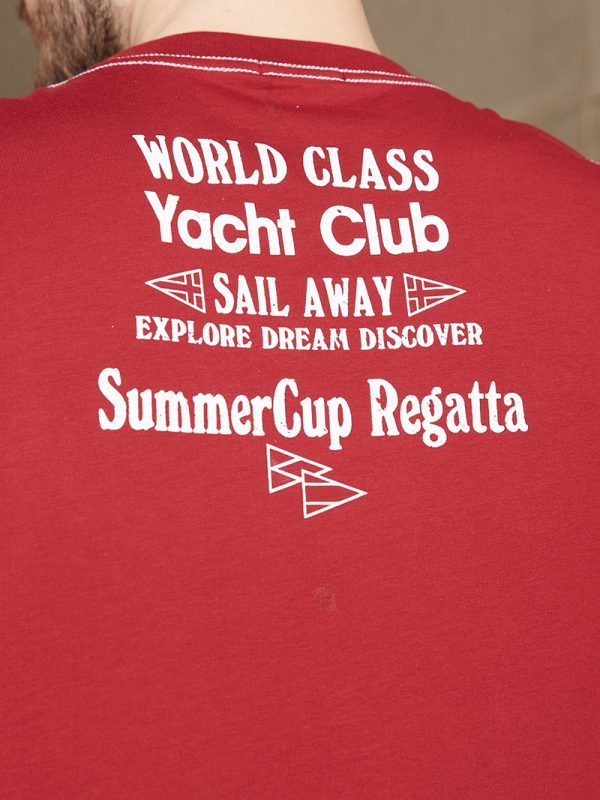 WORLD CLASS
Yacht Club
SAIL AWAY
EXPLORE DREAM DISCOVER
SummerCup Regatta